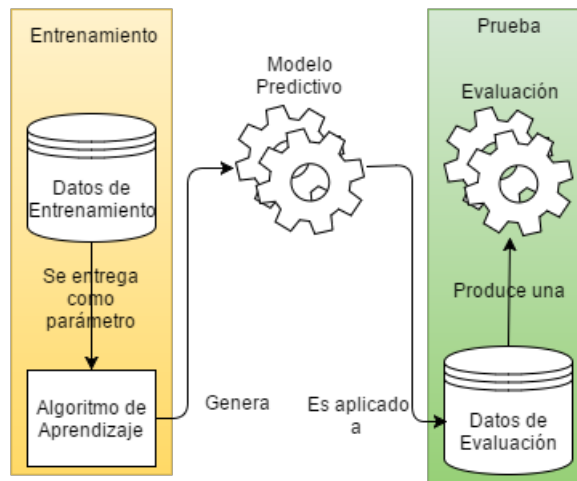 Entrenamiento
Datos de
Entrenamiento
Se entrega
como
parámetro
Algoritmo de
Aprendizaje
Genera
Modelo
Predictivo
Es aplicado
a
Prueba
Evaluación
Produce una
Datos de
Evaluación